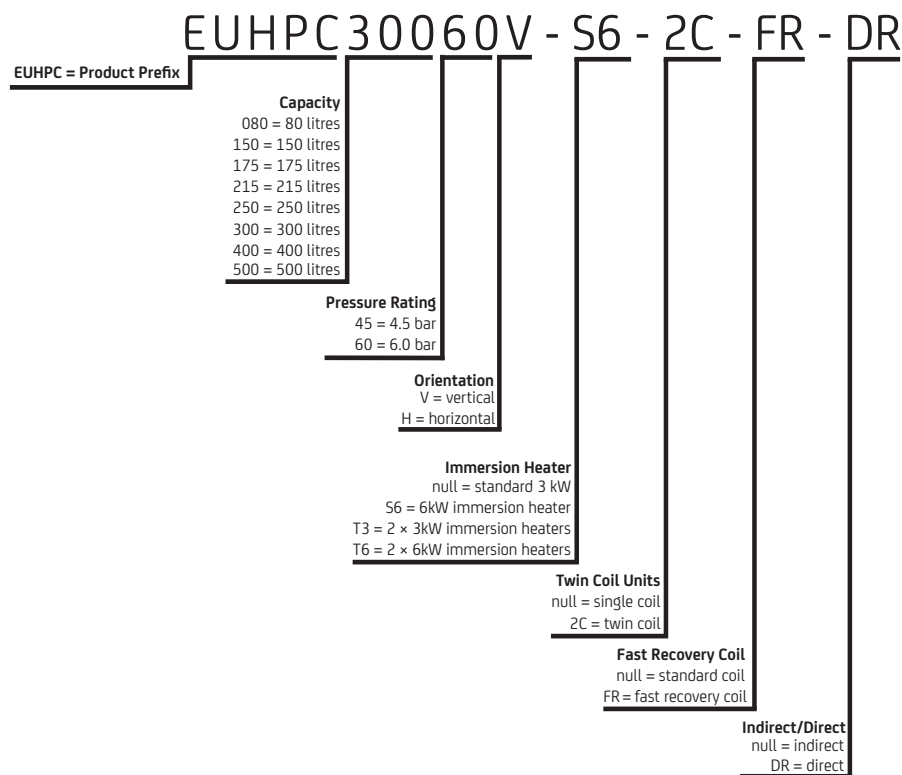 EUHPC30060V - S6 - 2C - FR - DR
EUHPC = Product Prefix
Capacity
080 = 80 litres
150 = 150 litres
175 = 175 litres
215 = 215 litres
250 = 250 litres
300 = 300 litres
400 = 400 litres
500 = 500 litres
Pressure Rating
45 = 4.5 bar
60 = 6.0 bar
Orientation
V = vertical
H = horizontal
Immersion Heater
null = standard 3 kW
S6 = 6kW immersion heater
T3 = 2 × 3kW immersion heaters
T6 = 2 × 6kW immersion heaters
Twin Coil Units
null = single coil
2C = twin coil
Fast Recovery Coil
null = standard coil
FR = fast recovery coil
Indirect/Direct
null = indirect
DR = direct